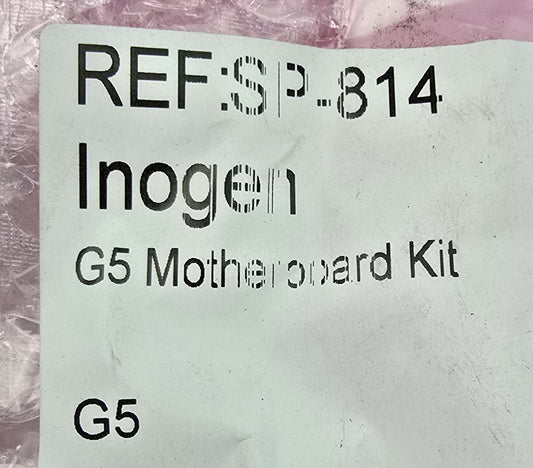 REF:SP-814
Inogen
G5 Motherboard Kit
G5